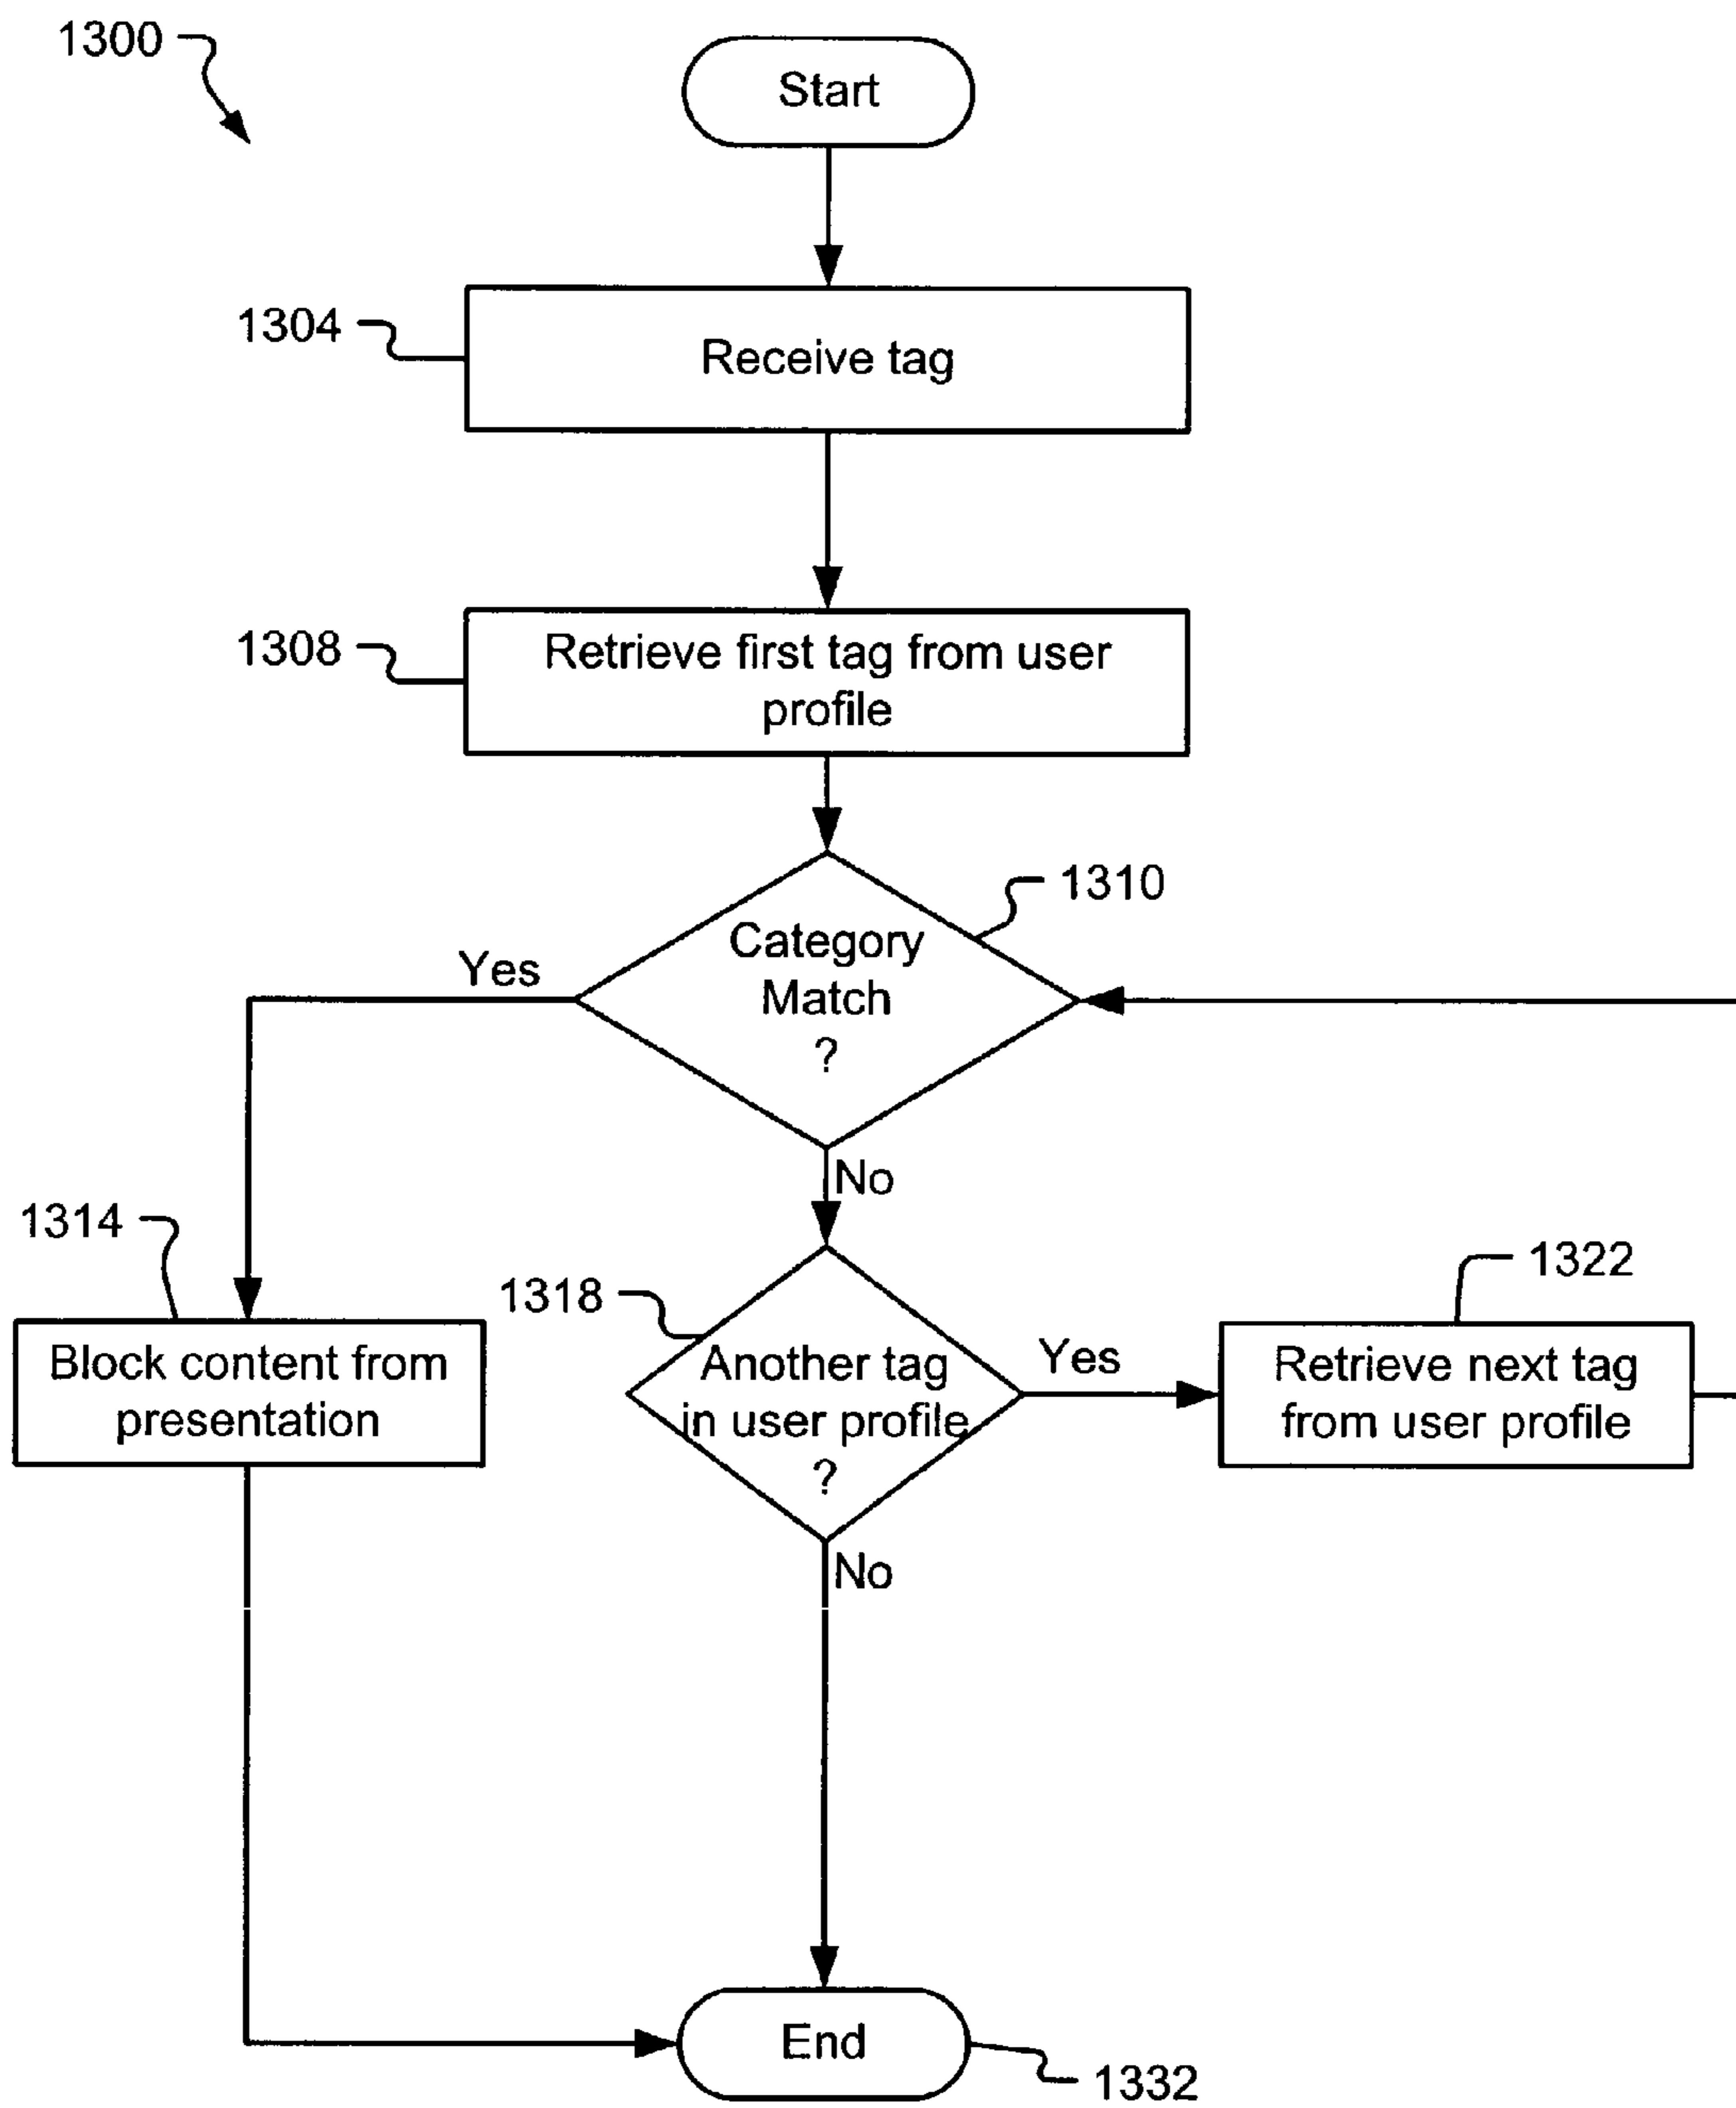 1300
Start
1304
Receive tag
1308
Retrieve first tag from user
profile
1310
Category
Match
?
Yes
No
1314
Block content from
presentation
1318
Another tag
in user profile
?
Yes
1322
Retrieve next tag
from user profile
No
End
1332